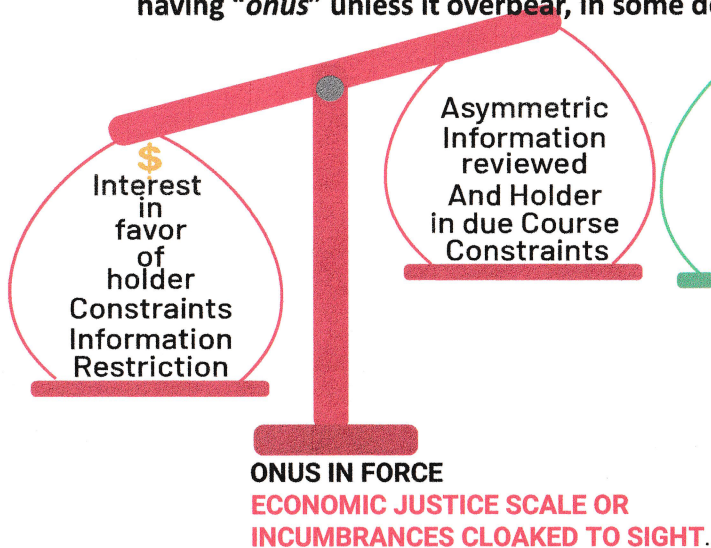 having "onus" unless it overbear, in some de
$
Interest
in
favor
of
holder
Constraints
Information
Restriction
Asymmetric
Information
reviewed
And Holder
in due Course
Constraints
ONUS IN FORCE
ECONOMIC JUSTICE SCALE OR
INCUMBRANCES CLOAKED TO SIGHT.